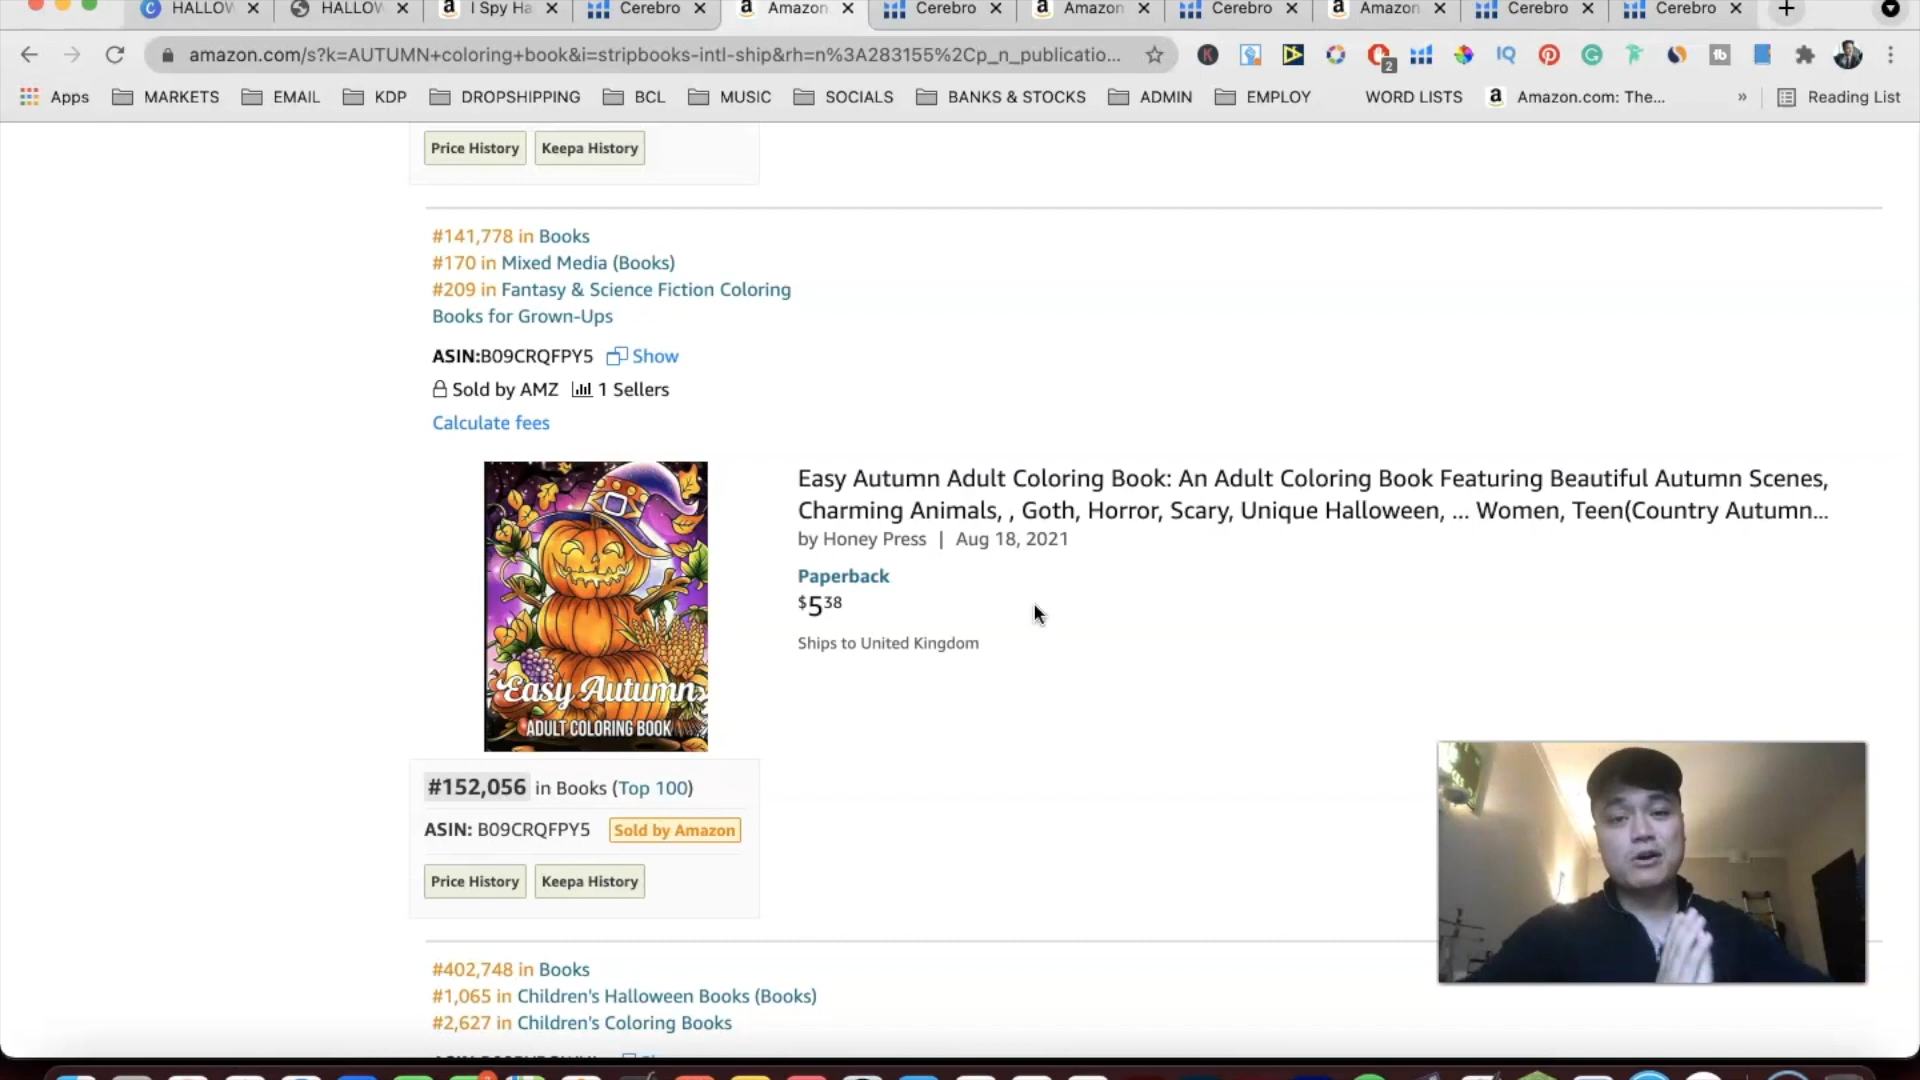 HALLOW
HALLOW
I Spy Ha
Cerebro
Amazon
Cerebro
Amazon
Cerebro
Amazon
Cerebro
Cerebro
amazon.com/s?k=AUTUMN+coloring+book&i=stripbooks-intl-ship&rh=n%3A283155%2Cp_n_publicatio...
Apps
MARKETS
EMAIL
KDP
DROPSHIPPING
BCL
MUSIC
SOCIALS
BANKS & STOCKS
ADMIN
EMPLOY
WORD LISTS
Amazon.com: The...
»
Reading List
Price History
Keepa History
#141,778 in Books
#170 in Mixed Media (Books)
#209 in Fantasy & Science Fiction Coloring
Books for Grown-Ups
ASIN:B09CRQFPY5 Show
Sold by AMZ 1 Sellers
Calculate fees
Easy Autumn
ADULT COLORING BOOK
Easy Autumn Adult Coloring Book: An Adult Coloring Book Featuring Beautiful Autumn Scenes,
Charming Animals, , Goth, Horror, Scary, Unique Halloween, ... Women, Teen(Country Autumn...
by Honey Press | Aug 18, 2021
Paperback
$5 38
Ships to United Kingdom
#152,056 in Books (Top 100)
ASIN: B09CRQFPY5 Sold by Amazon
Price History
Keepa History
#402,748 in Books
#1,065 in Children's Halloween Books (Books)
#2,627 in Children's Coloring Books